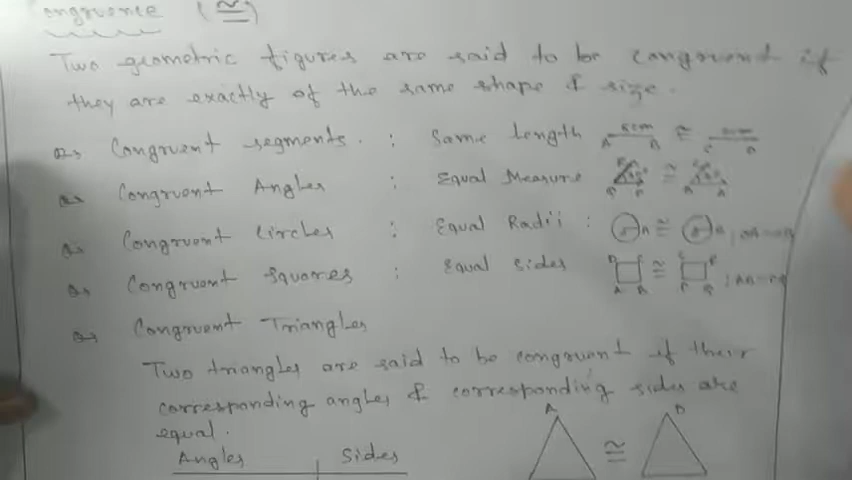 ongruence (≅)
Two geometric figures are said to be congruent if
they are exactly of the same shape & size.
Congruent segments. : Same length A B ≅ C D
Congruent Angles : Equal Measure ≅
Congruent Circles : Equal Radii : A ≅
Congruent squares : Equal sides A B ≅
Congruent Triangles
Two triangles are said to be congruent if their
corresponding angles & corresponding sides are
equal.
Angles Sides A ≅ D